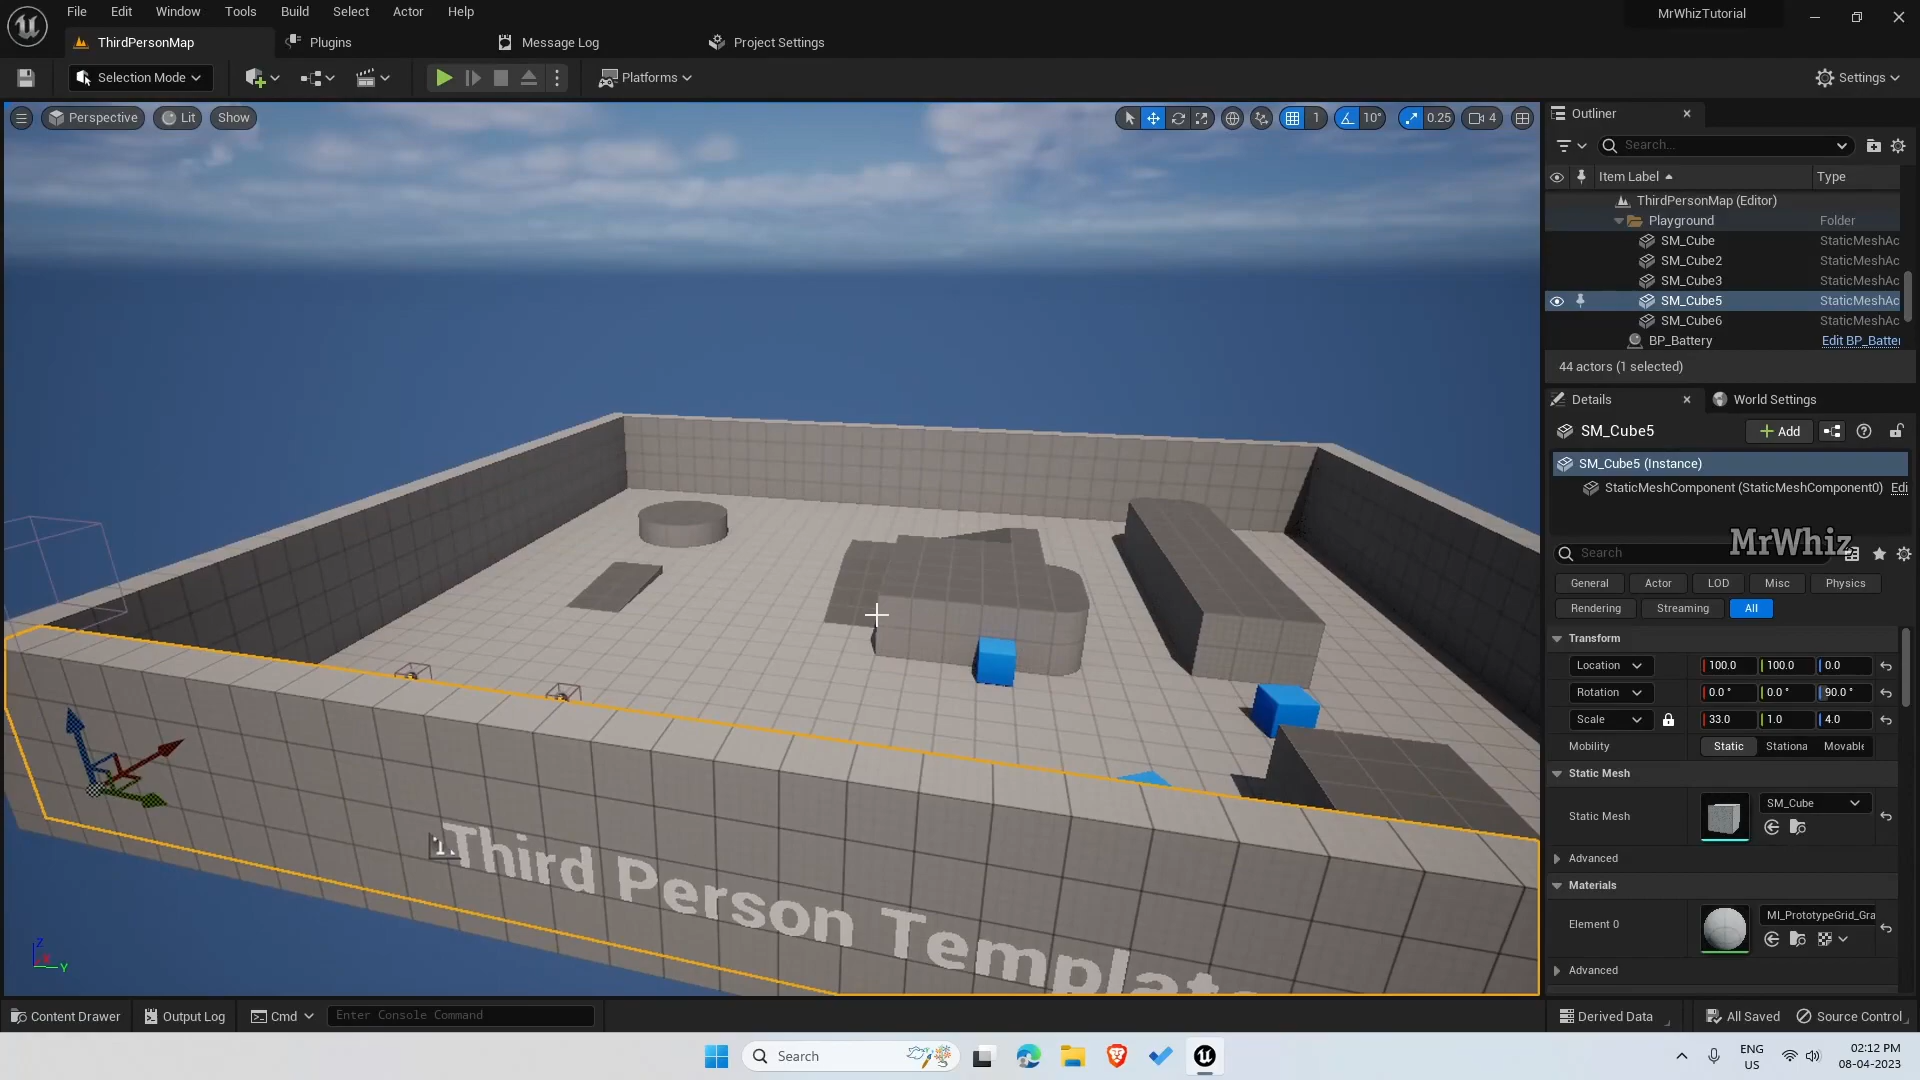 File Edit Window Tools Build Select Actor Help
MrWhizTutorial
ThirdPersonMap Plugins Message Log Project Settings
Selection Mode Platforms Settings
Perspective Lit Show 1 10° 0.25 4
Outliner
Search...
Item Label Type
ThirdPersonMap (Editor)
Playground Folder
SM_Cube StaticMeshAc
SM_Cube2 StaticMeshAc
SM_Cube3 StaticMeshAc
SM_Cube5 StaticMeshAc
SM_Cube6 StaticMeshAc
BP_Battery Edit BP_Batter
44 actors (1 selected)
Details World Settings
SM_Cube5 Add
SM_Cube5 (Instance)
StaticMeshComponent (StaticMeshComponent0) Edi
MrWhiz
Search
General Actor LOD Misc Physics
Rendering Streaming All
Transform
Location 100.0 100.0 0.0
Rotation 0.0 ° 0.0 ° 90.0 °
Scale 33.0 1.0 4.0
Mobility Static Stationa Movable
Static Mesh
Static Mesh SM_Cube
Advanced
Materials
Element 0 MI_PrototypeGrid_Gra
Advanced
Third Person Templat
Z
Y
Content Drawer Output Log Cmd Enter Console Command Derived Data All Saved Source Control
Search
ENG
US
02:12 PM
08-04-2023